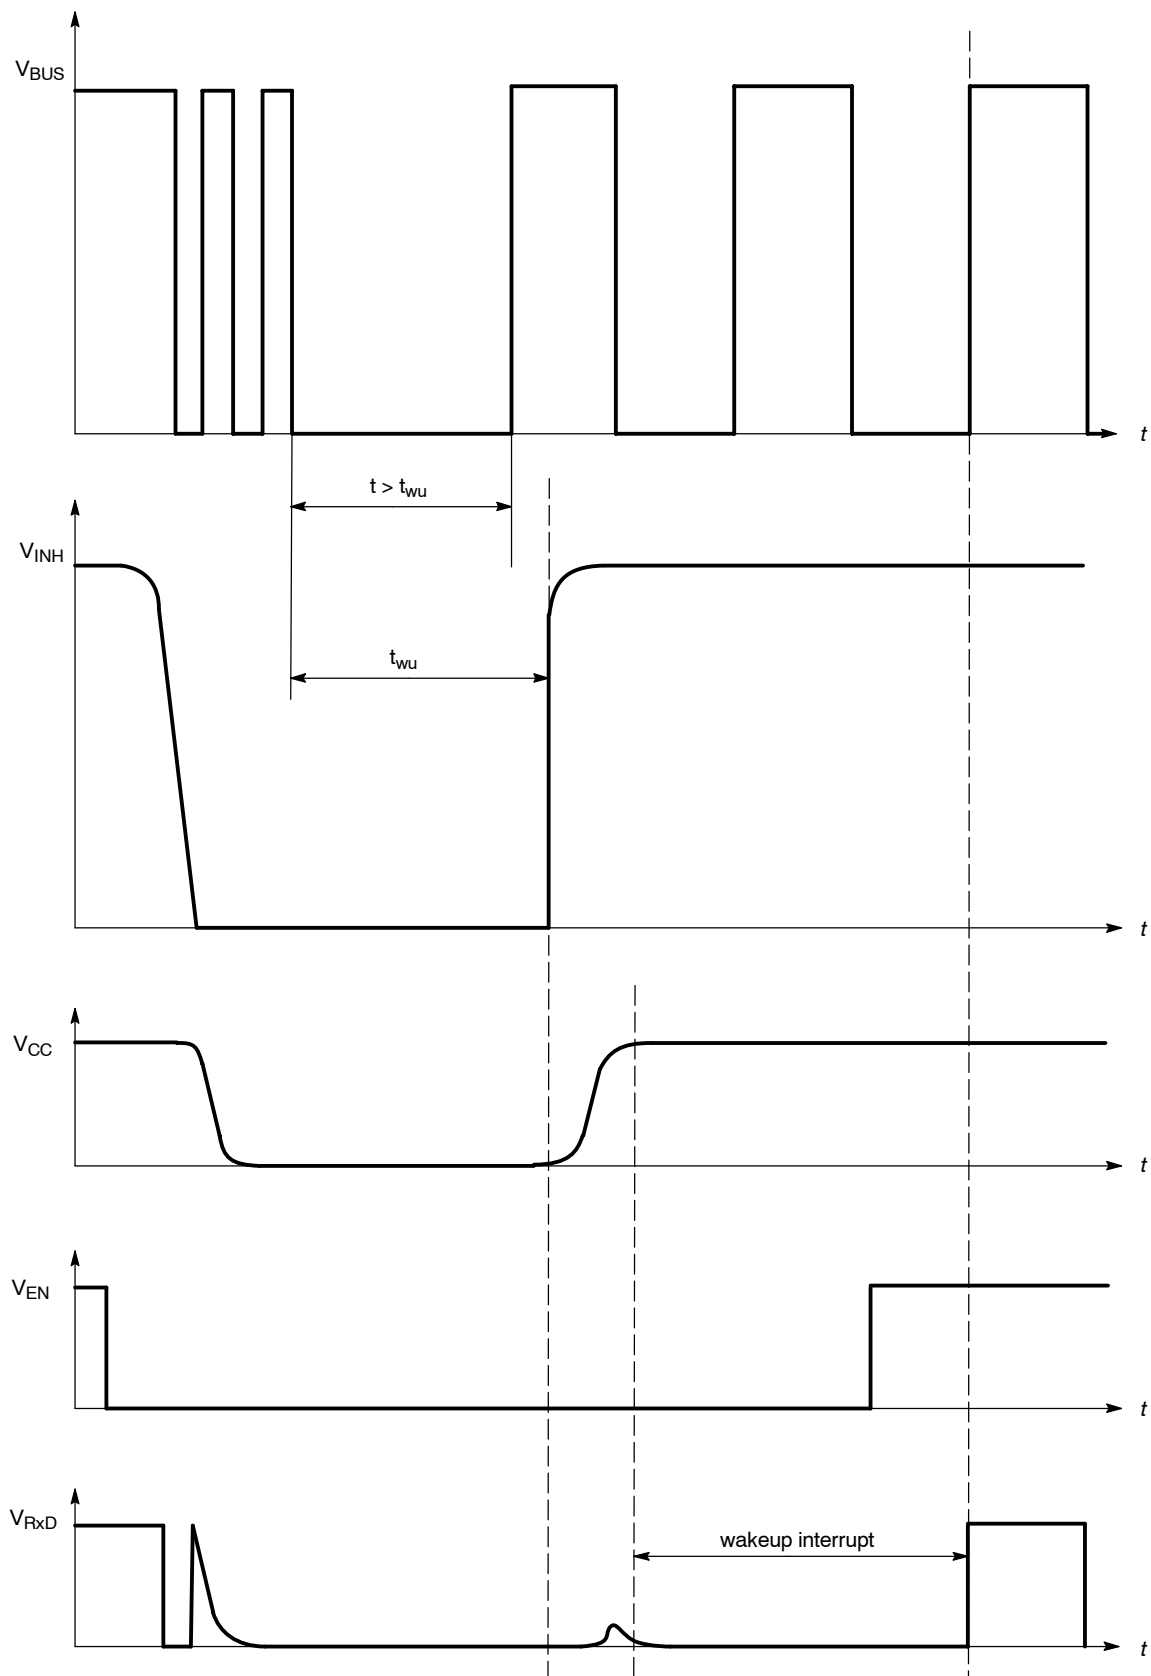 VBUS
t
t > twu
VINH
twu
t
VCC
t
VEN
t
VRxD
wakeup interrupt
t